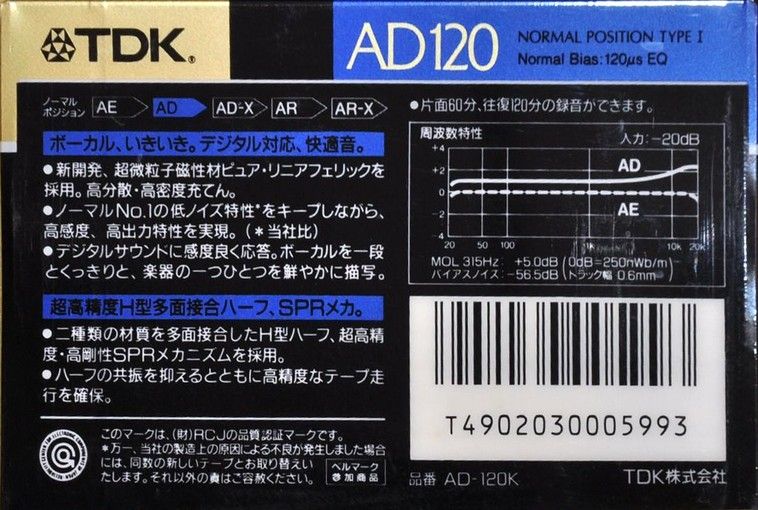 TDK®
AD120
NORMAL POSITION TYPE I
Normal Bias:120μs EQ
ノーマル
ポジション
AE
AD
AD-X
AR
AR-X
ボーカル、いきいき。デジタル対応、快適音。
●新開発、超微粒子磁性材ピュア・リニアフェリックを
採用。高分散・高密度充てん。
●ノーマルNo.1の低ノイズ特性*をキープしながら、
高感度、高出力特性を実現。(*当社比)
●デジタルサウンドに感度良く応答。ボーカルを一段
とくっきりと、楽器の一つひとつを鮮やかに描写。
超高精度H型多面接合ハーフ、SPRメカ。
●二種類の材質を多面接合したH型ハーフ、超高精
度・高剛性SPRメカニズムを採用。
●ハーフの共振を抑えるとともに高精度なテープ走
行を確保。
このマークは、(財)RCJの品質認証マークです。
*万一、当社の製造上の原因による不良が発生しました場合
には、同数の新しいテープとお取り替えい
たします。それ以外の責はご容赦ください。
ベルマーク
参加商品
●片面60分、往復120分の録音ができます。
周波数特性
入力:-20dB
+4
+2
0
-2
-4
AD
AE
20 50 100 1k 10k 20k
MOL 315Hz: +5.0dB (0dB=250nWb/m)
バイアスノイズ: -56.5dB (トラック幅 0.6mm)
T4902030005993
品番 AD-120K
TDK株式会社